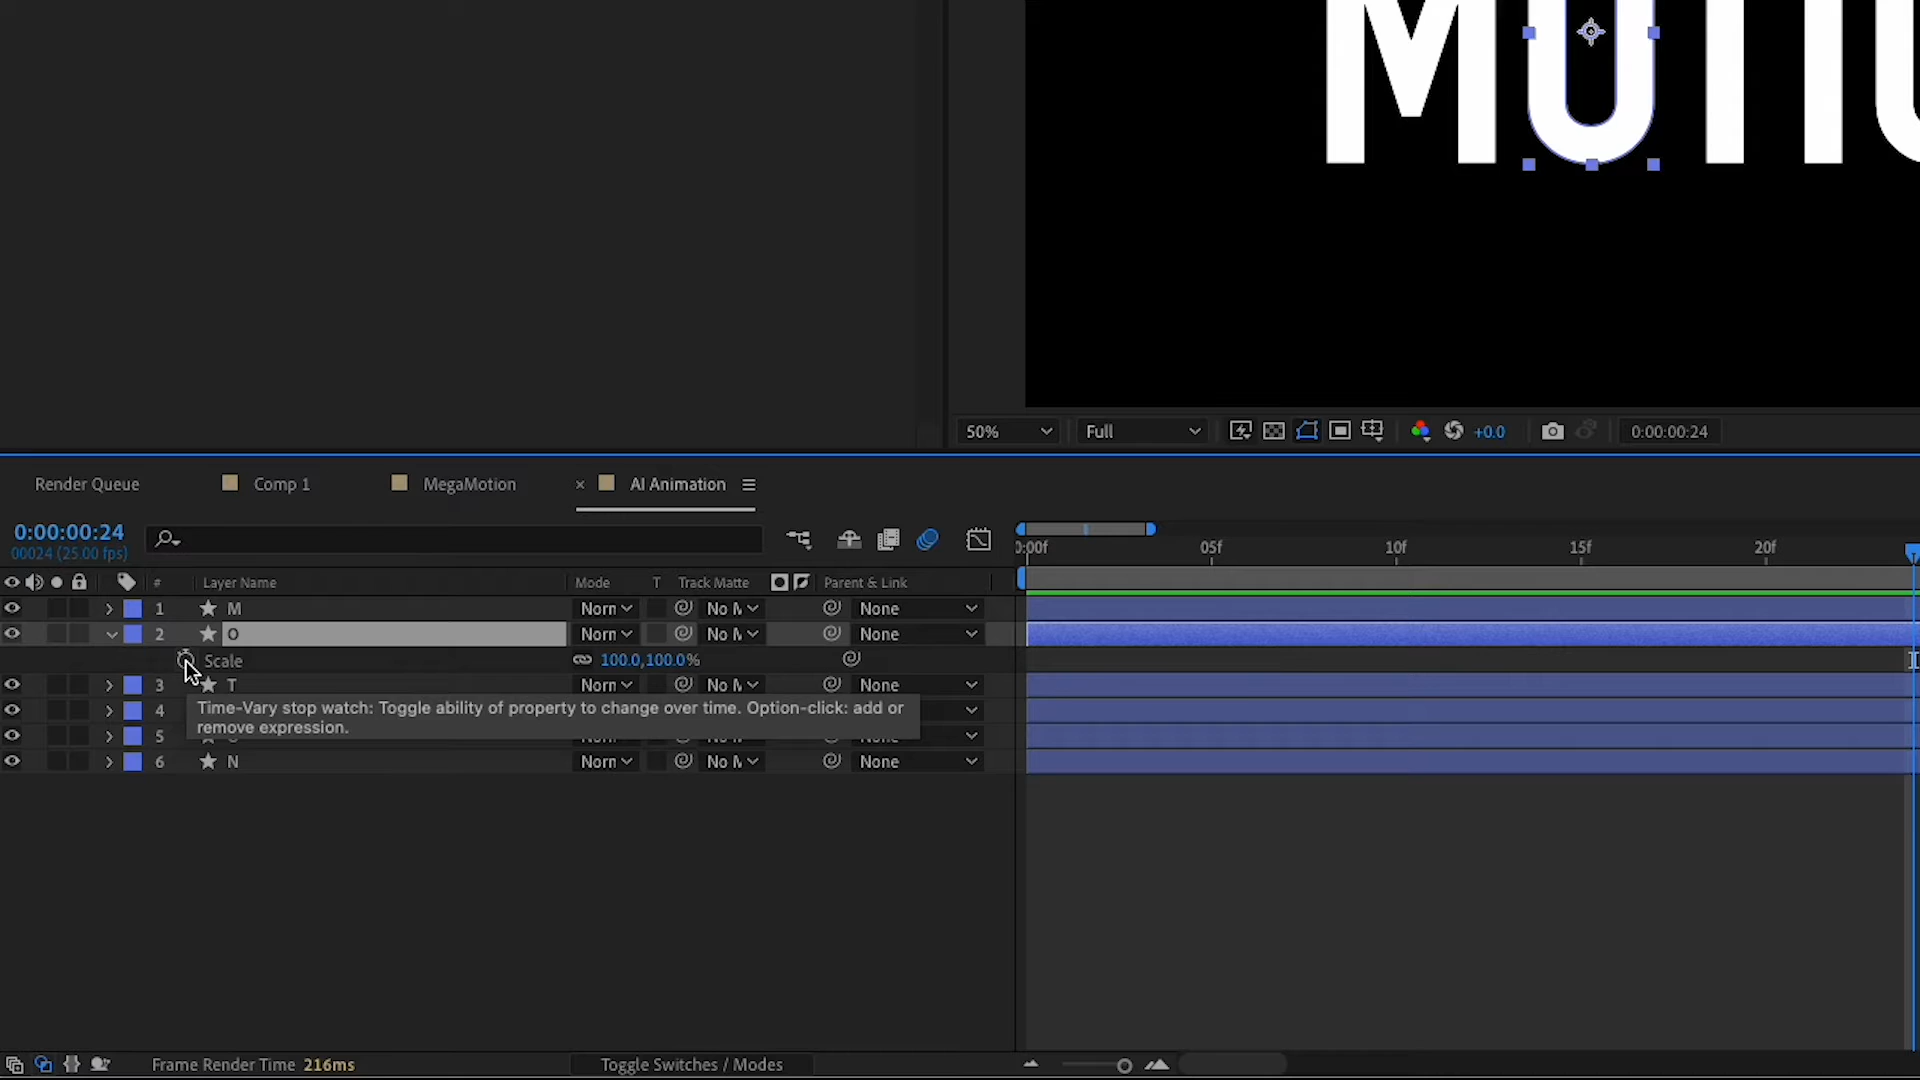 MOTIO
50% Full +0.0 0:00:00:24
Render Queue Comp 1 MegaMotion × AI Animation
0:00:00:24
00024 (25.00 fps)
0:00f 05f 10f 15f 20f
# Layer Name Mode T Track Matte Parent & Link
1 M Norn No M None
2 O Norn No M None
Scale 100.0,100.0%
3 T Norn No M None
4
Time-Vary stop watch: Toggle ability of property to change over time. Option-click: add or
remove expression.
5
6 N Norn No M None
Frame Render Time 216ms Toggle Switches / Modes